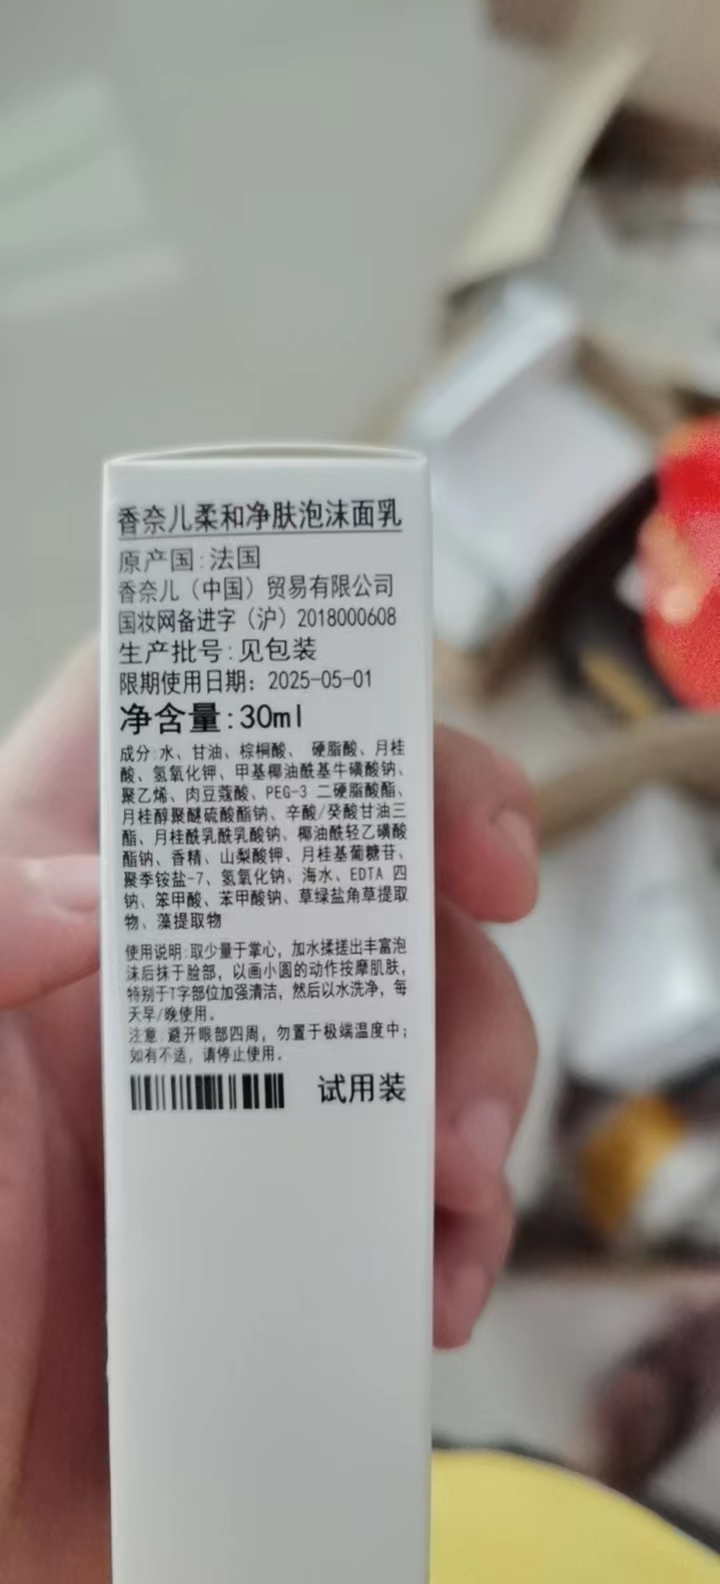 香奈儿柔和净肤泡沫面乳
原产国:法国
香奈儿（中国）贸易有限公司
国妆网备进字（沪）2018000608
生产批号:见包装
限期使用日期：2025-05-01
净含量:30ml
成分:水、甘油、棕榈酸、 硬脂酸、月桂
酸、氢氧化钾、甲基椰油酰基牛磺酸钠、
聚乙烯、肉豆蔻酸、PEG-3 二硬脂酸酯、
月桂醇聚醚硫酸酯钠、辛酸/癸酸甘油三
酯、月桂酰乳酰乳酸钠、椰油酰羟乙磺酸
酯钠、香精、山梨酸钾、月桂基葡糖苷、
聚季铵盐-7、氢氧化钠、海水、EDTA 四
钠、苯甲酸、苯甲酸钠、草绿盐角草提取
物、藻提取物
使用说明:取少量于掌心，加水揉搓出丰富泡
沫后抹于脸部，以画小圆的动作按摩肌肤，
特别于T字部位加强清洁，然后以水洗净，每
天早/晚使用。
注意:避开眼部四周，勿置于极端温度中；
如有不适，请停止使用。
试用装